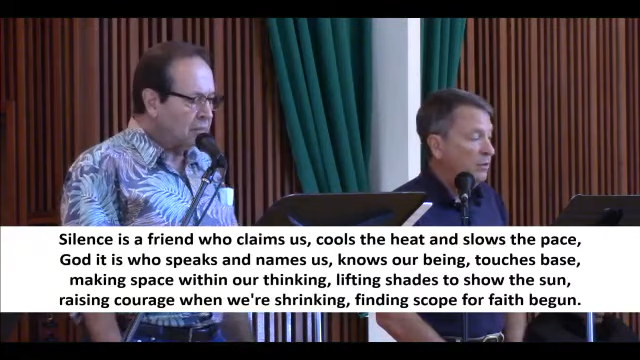 Silence is a friend who claims us, cools the heat and slows the pace,
God it is who speaks and names us, knows our being, touches base,
making space within our thinking, lifting shades to show the sun,
raising courage when we're shrinking, finding scope for faith begun.